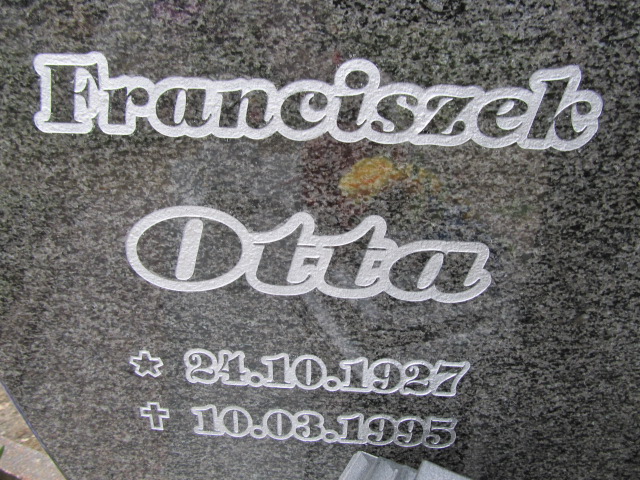 Franciszek
Otta
☆ 24.10.1927
✝ 10.03.1995